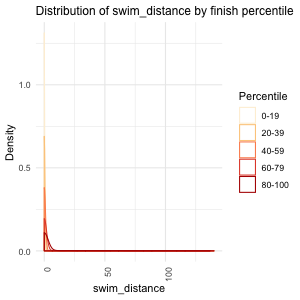 Distribution of swim_distance by finish percentile
Density
1.0
0.5
0.0
0
50
100
swim_distance
Percentile
0-19
20-39
40-59
60-79
80-100